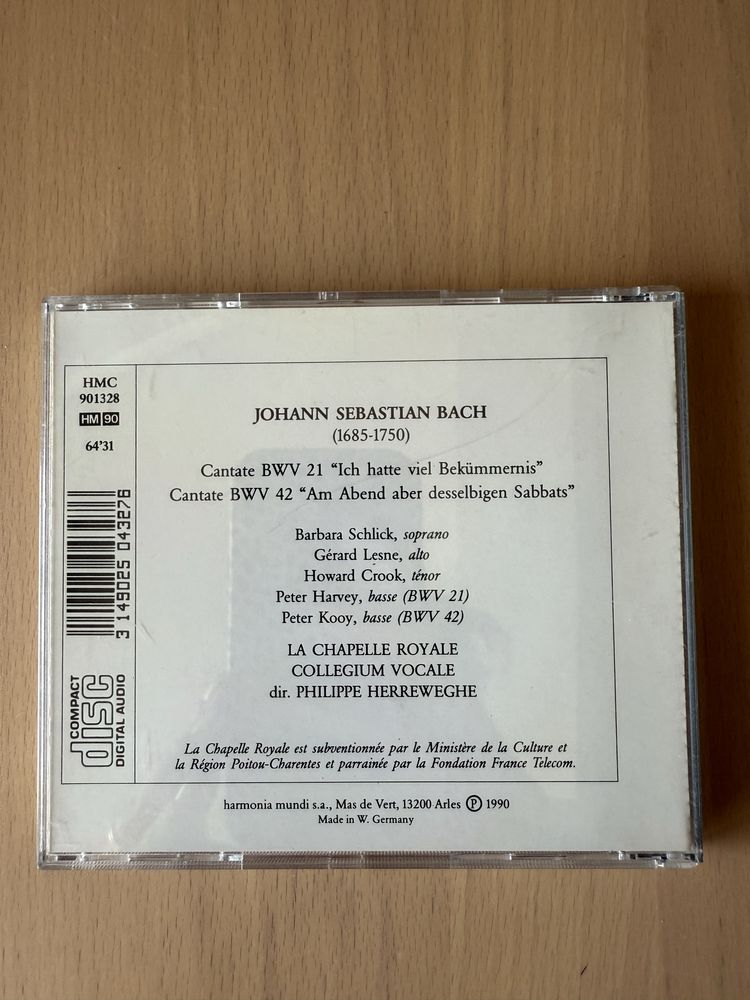 HMC
901328
HM 90
64'31
3 149025 043276
COMPACT
disc
DIGITAL AUDIO
JOHANN SEBASTIAN BACH
(1685-1750)
Cantate BWV 21 “Ich hatte viel Bekümmernis”
Cantate BWV 42 “Am Abend aber desselbigen Sabbats”
Barbara Schlick, soprano
Gérard Lesne, alto
Howard Crook, ténor
Peter Harvey, basse (BWV 21)
Peter Kooy, basse (BWV 42)
LA CHAPELLE ROYALE
COLLEGIUM VOCALE
dir. PHILIPPE HERREWEGHE
La Chapelle Royale est subventionnée par le Ministère de la Culture et
la Région Poitou-Charentes et parrainée par la Fondation France Telecom.
harmonia mundi s.a., Mas de Vert, 13200 Arles Ⓟ 1990
Made in W. Germany